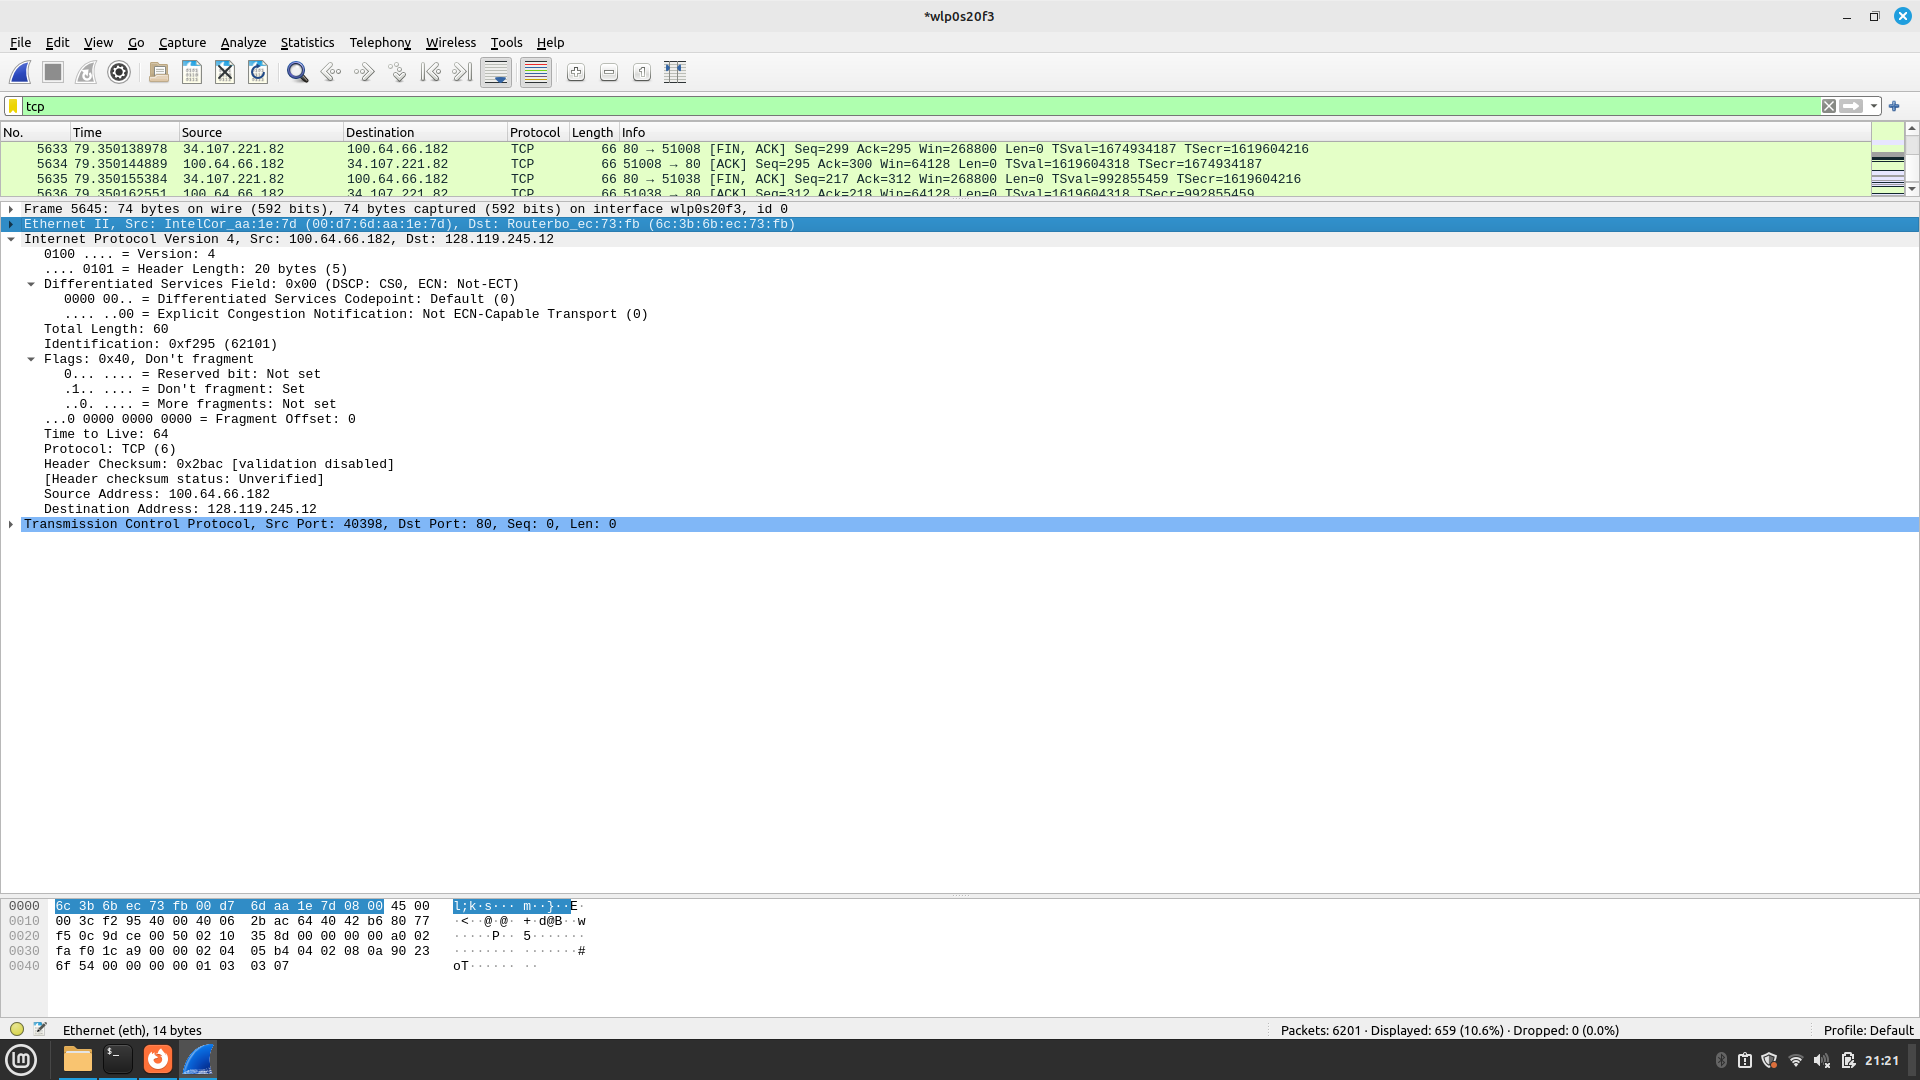 *wlp0s20f3
File Edit View Go Capture Analyze Statistics Telephony Wireless Tools Help
tcp
No. Time Source Destination Protocol Length Info
5633 79.350138978 34.107.221.82 100.64.66.182 TCP 66 80 → 51008 [FIN, ACK] Seq=299 Ack=295 Win=268800 Len=0 TSval=1674934187 TSecr=1619604216
5634 79.350144889 100.64.66.182 34.107.221.82 TCP 66 51008 → 80 [ACK] Seq=295 Ack=300 Win=64128 Len=0 TSval=1619604318 TSecr=1674934187
5635 79.350155384 34.107.221.82 100.64.66.182 TCP 66 80 → 51038 [FIN, ACK] Seq=217 Ack=312 Win=268800 Len=0 TSval=992855459 TSecr=1619604216
5636 79.350162551 100.64.66.182 34.107.221.82 TCP 66 51038 → 80 [ACK] Seq=312 Ack=218 Win=64128 Len=0 TSval=1619604318 TSecr=992855459
Frame 5645: 74 bytes on wire (592 bits), 74 bytes captured (592 bits) on interface wlp0s20f3, id 0
Ethernet II, Src: IntelCor_aa:1e:7d (00:d7:6d:aa:1e:7d), Dst: Routerbo_ec:73:fb (6c:3b:6b:ec:73:fb)
Internet Protocol Version 4, Src: 100.64.66.182, Dst: 128.119.245.12
0100 .... = Version: 4
.... 0101 = Header Length: 20 bytes (5)
Differentiated Services Field: 0x00 (DSCP: CS0, ECN: Not-ECT)
0000 00.. = Differentiated Services Codepoint: Default (0)
.... ..00 = Explicit Congestion Notification: Not ECN-Capable Transport (0)
Total Length: 60
Identification: 0xf295 (62101)
Flags: 0x40, Don't fragment
0... .... = Reserved bit: Not set
.1.. .... = Don't fragment: Set
..0. .... = More fragments: Not set
...0 0000 0000 0000 = Fragment Offset: 0
Time to Live: 64
Protocol: TCP (6)
Header Checksum: 0x2bac [validation disabled]
[Header checksum status: Unverified]
Source Address: 100.64.66.182
Destination Address: 128.119.245.12
Transmission Control Protocol, Src Port: 40398, Dst Port: 80, Seq: 0, Len: 0
0000 6c 3b 6b ec 73 fb 00 d7 6d aa 1e 7d 08 00 45 00 l;k·s··· m··}··E·
0010 00 3c f2 95 40 00 40 06 2b ac 64 40 42 b6 80 77 ·<··@·@· +·d@B··w
0020 f5 0c 9d ce 00 50 02 10 35 8d 00 00 00 00 a0 02 ·····P·· 5·······
0030 fa f0 1c a9 00 00 02 04 05 b4 04 02 08 0a 90 23 ········ ·······#
0040 6f 54 00 00 00 00 01 03 03 07 oT······ ··
Ethernet (eth), 14 bytes Packets: 6201 · Displayed: 659 (10.6%) · Dropped: 0 (0.0%) Profile: Default
21:21